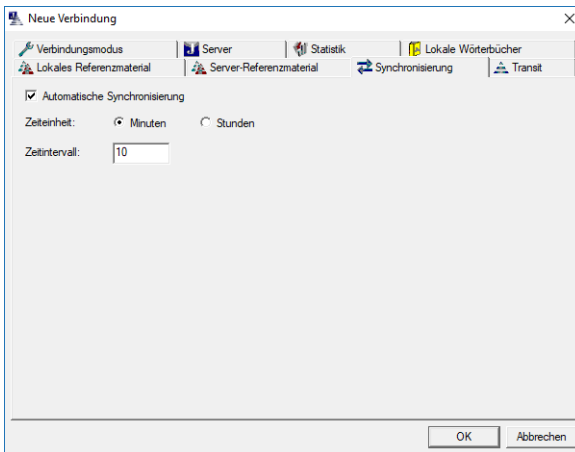 Neue Verbindung
Verbindungsmodus Server Statistik Lokale Wörterbücher
Lokales Referenzmaterial Server-Referenzmaterial Synchronisierung Transit
Automatische Synchronisierung
Zeiteinheit: Minuten Stunden
Zeitintervall: 10
OK Abbrechen